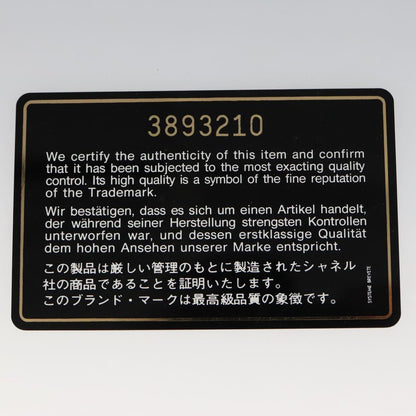 3893210
We certify the authenticity of this item and confirm
that it has been subjected to the most exacting quality
control. Its high quality is a symbol of the fine reputation
of the Trademark.
Wir bestätigen, dass es sich um einen Artikel handelt,
der während seiner Herstellung strengsten Kontrollen
unterworfen war, und dessen erstklassige Qualität
dem hohen Ansehen unserer Marke entspricht.
この製品は厳しい管理のもとに製造されたシャネル
社の商品であることを証明いたします。
このブランド・マークは最高級品質の象徴です。
SYSTEME BREVETE